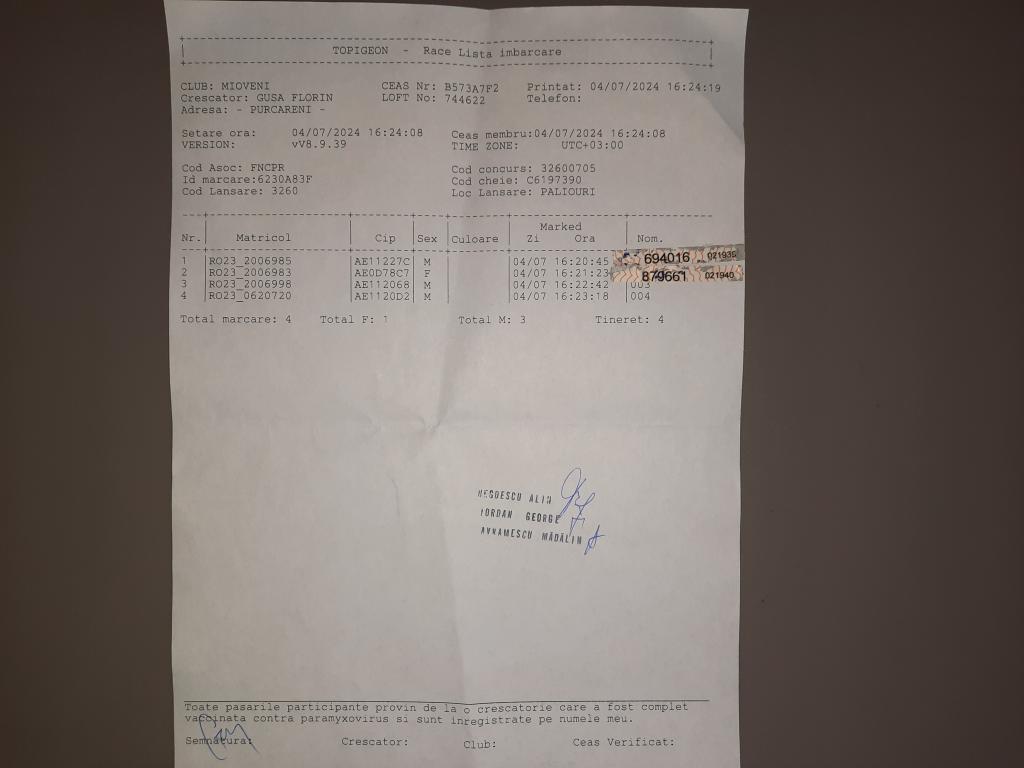 TOPIGEON - Race Lista imbarcare
CLUB: MIOVENI CEAS Nr: B573A7F2 Printat: 04/07/2024 16:24:19
Crescator: GUSA FLORIN LOFT No: 744622 Telefon:
Adresa: - PURCARENI -
Setare ora: 04/07/2024 16:24:08 Ceas membru:04/07/2024 16:24:08
VERSION: vV8.9.39 TIME ZONE: UTC+03:00
Cod Asoc: FNCPR Cod concurs: 32600705
Id marcare:6230A83F Cod cheie: C6197390
Cod Lansare: 3260 Loc Lansare: PALIOURI
Marked
Nr. Matricol Cip Sex Culoare Zi Ora Nom.
1 RO23_2006985 AE11227C M 04/07 16:20:45 694016 021935
2 RO23_2006983 AE0D78C7 F 04/07 16:21:23 879661 021940
3 RO23_2006998 AE112068 M 04/07 16:22:42 003
4 RO23_0620720 AE1120D2 M 04/07 16:23:18 004
Total marcare: 4 Total F: 1 Total M: 3 Tineret: 4
ALIN
IORDAN GEORGE
MĂDĂLIN
Toate pasarile participante provin de la o crescatorie care a fost complet
vaccinata contra paramyxovirus si sunt inregistrate pe numele meu.
Semnatura: Crescator: Club: Ceas Verificat: